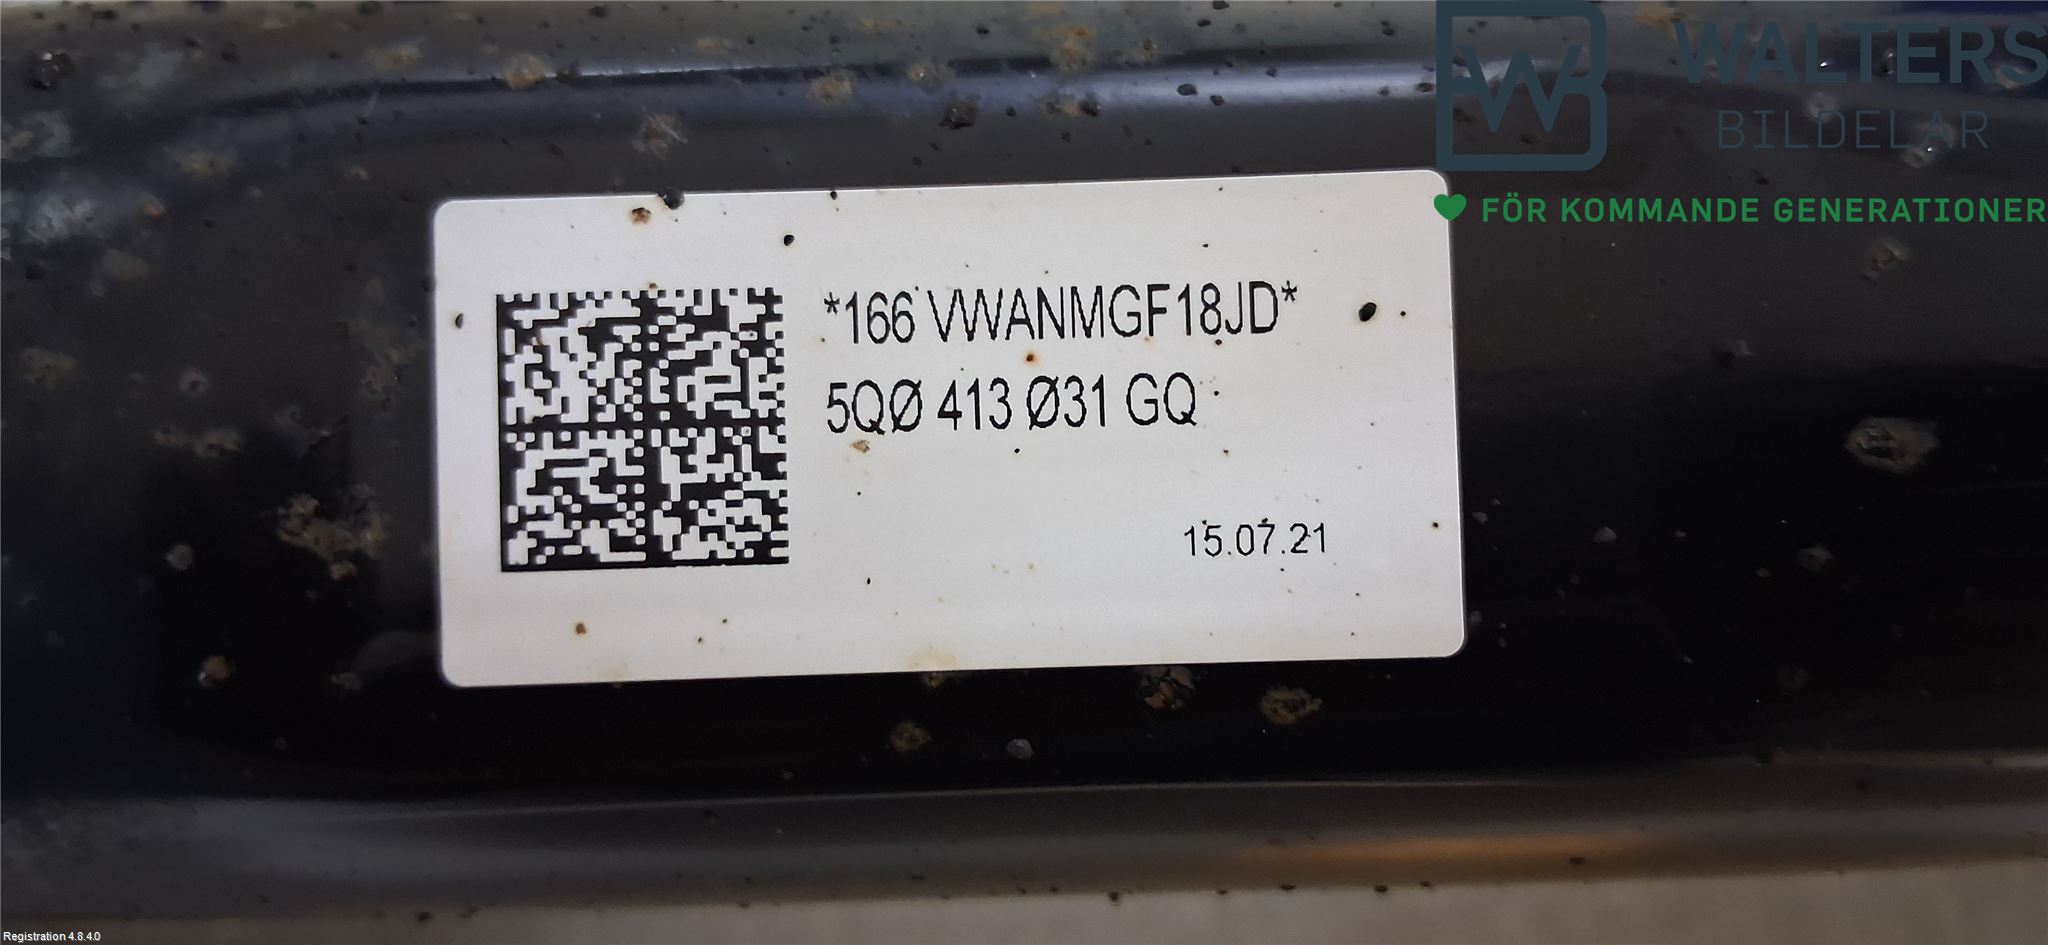 WALTERS
BILDELAR
FÖR KOMMANDE GENERATIONER
*166 VWANMGF18JD*
5QØ 413 Ø31 GQ
15.07.21
Registration 4.8.4.0